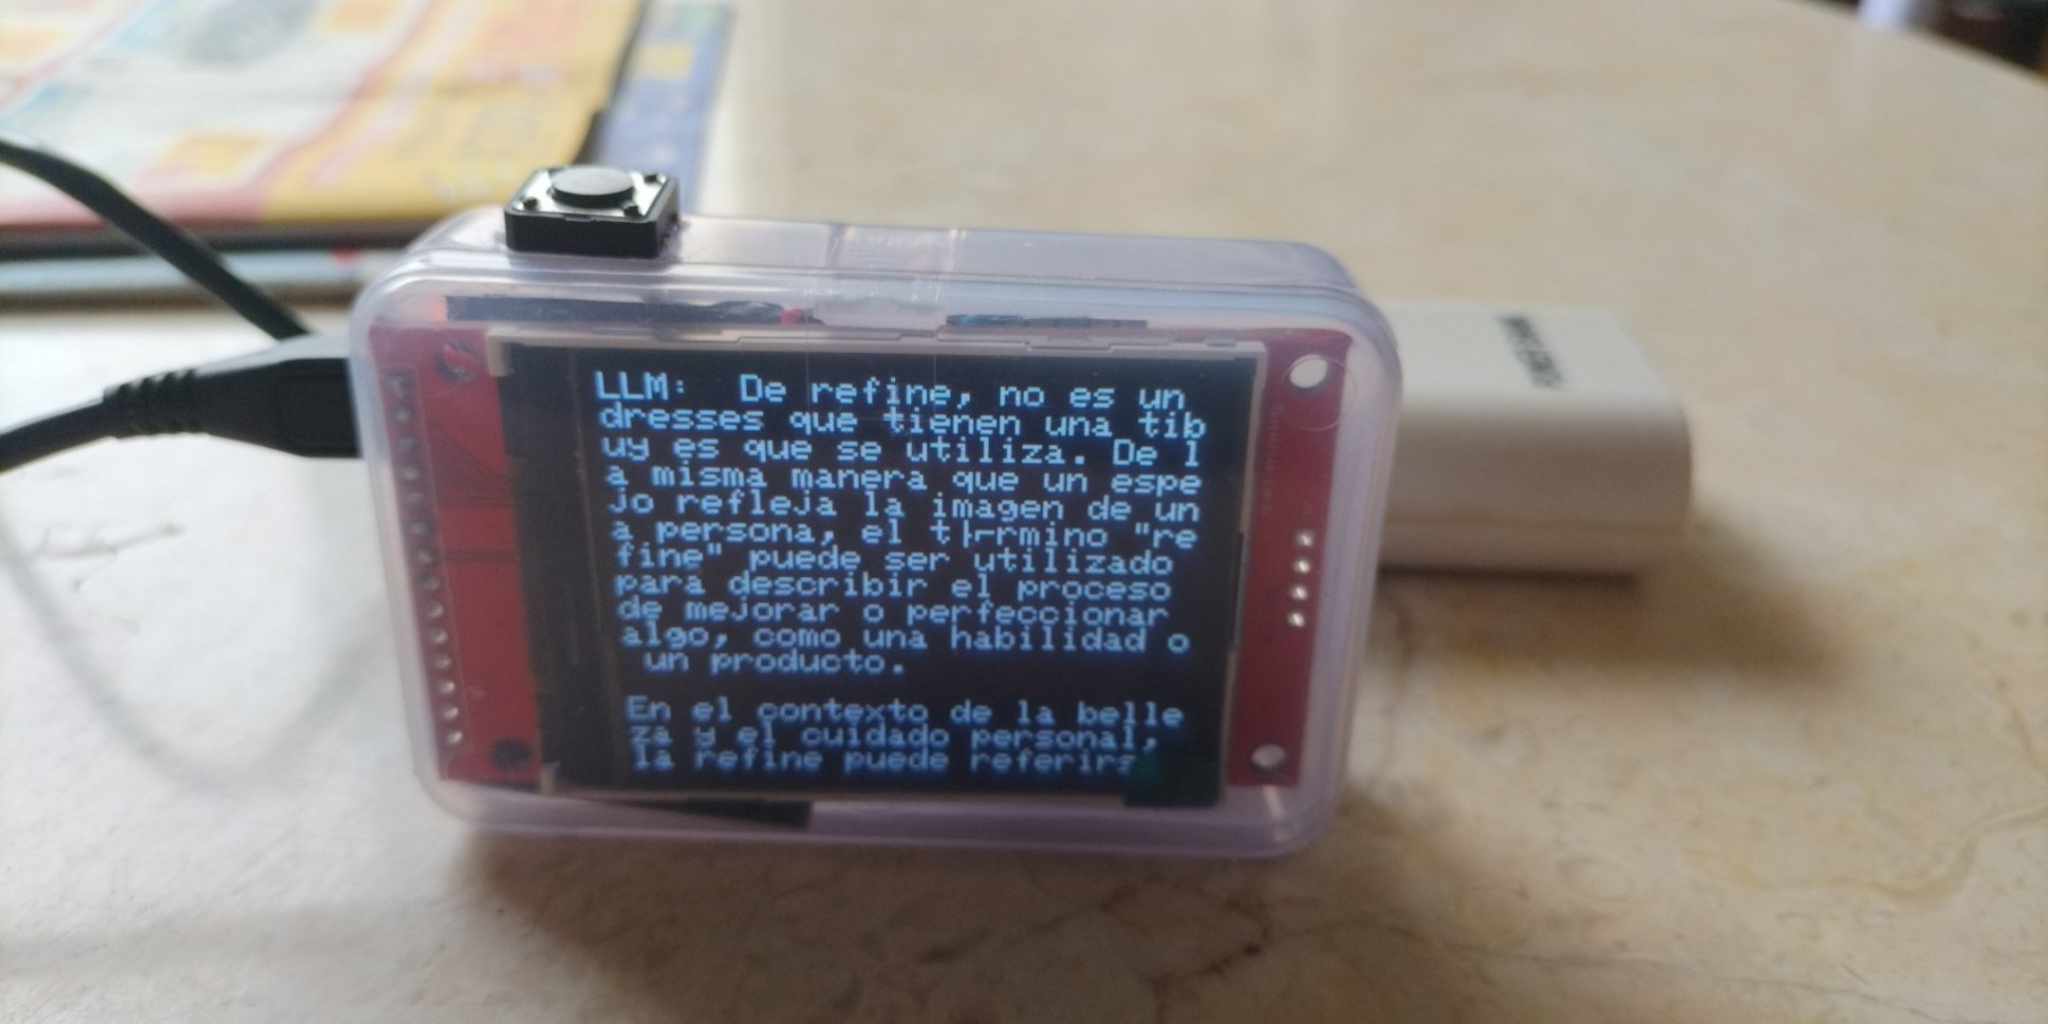 LLM:  De refine, no es un
dresses que tienen una tib
uy es que se utiliza. De l
a misma manera que un espe
jo refleja la imagen de un
a persona, el t├rmino "re
fine" puede ser utilizado
para describir el proceso
de mejorar o perfeccionar
algo, como una habilidad o
 un producto.
En el contexto de la belle
za y el cuidado personal,
la refine puede referirs